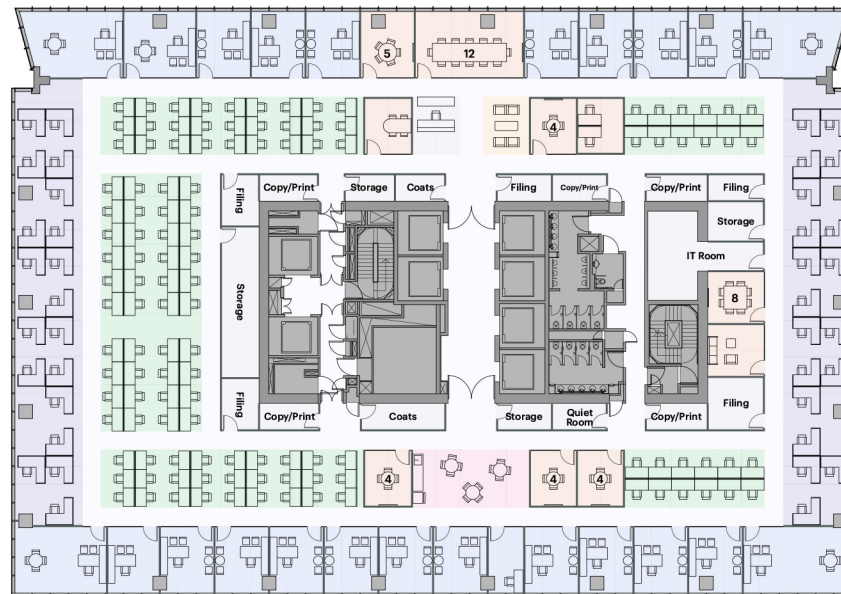 5
12
4
Copy/Print
Storage
Coats
Filing
Copy/Print
Copy/Print
Filing
Filing
Storage
IT Room
Storage
8
Filing
Copy/Print
Coats
Storage
Quiet
Room
Copy/Print
Filing
4
4
4